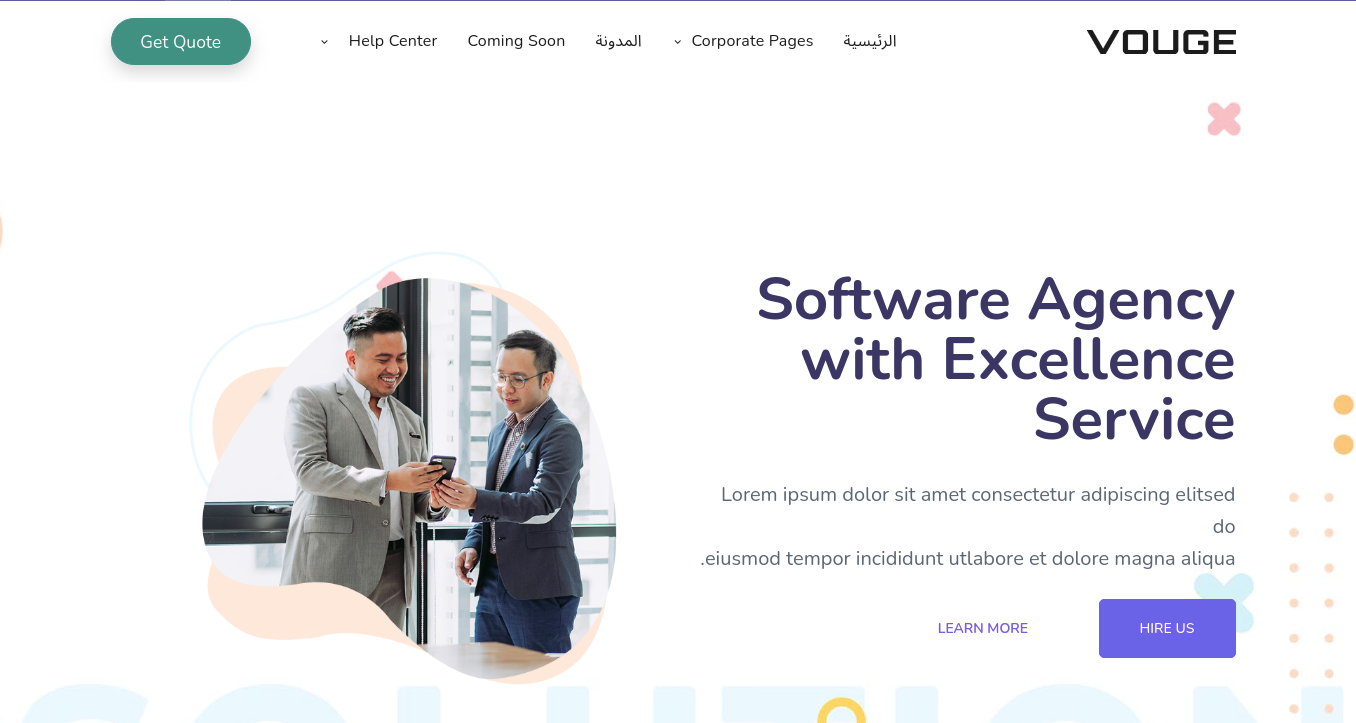 VOUGE
الرئيسية
Corporate Pages
المدونة
Coming Soon
Help Center
Get Quote
Software Agency
with Excellence
Service
Lorem ipsum dolor sit amet consectetur adipiscing elitsed
do
.eiusmod tempor incididunt utlabore et dolore magna aliqua
HIRE US
LEARN MORE
SOLUTION